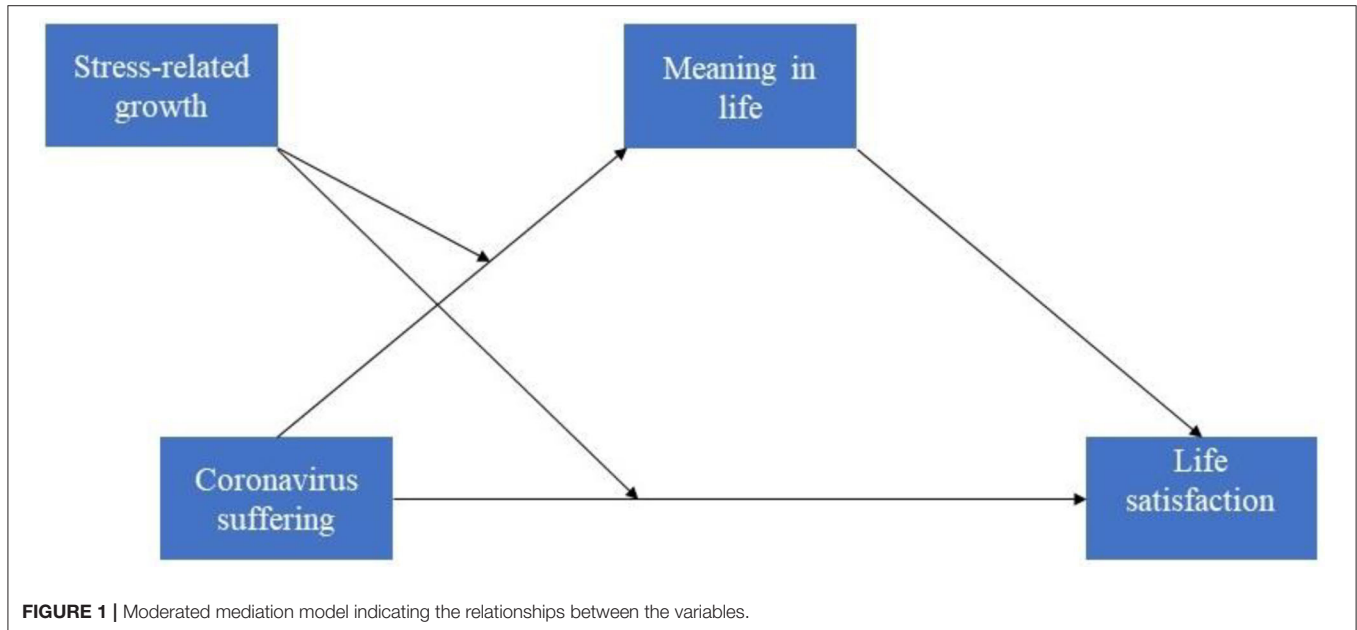 Stress-related
growth
Meaning in
life
Coronavirus
suffering
Life
satisfaction
FIGURE 1 | Moderated mediation model indicating the relationships between the variables.